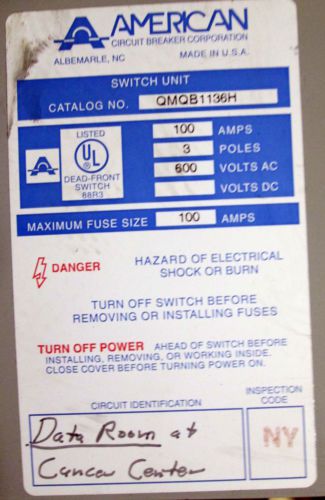 AMERICAN
CIRCUIT BREAKER CORPORATION
ALBEMARLE, NC MADE IN U.S.A.
SWITCH UNIT
CATALOG NO. QMQB1136H
LISTED
UL
DEAD-FRONT
SWITCH
88R3
100 AMPS
3 POLES
600 VOLTS AC
VOLTS DC
MAXIMUM FUSE SIZE 100 AMPS
DANGER HAZARD OF ELECTRICAL
SHOCK OR BURN
TURN OFF SWITCH BEFORE
REMOVING OR INSTALLING FUSES
TURN OFF POWER AHEAD OF SWITCH BEFORE
INSTALLING, REMOVING, OR WORKING INSIDE.
CLOSE COVER BEFORE TURNING POWER ON.
CIRCUIT IDENTIFICATION
Data Room at
Cancer Center
INSPECTION
CODE
NY